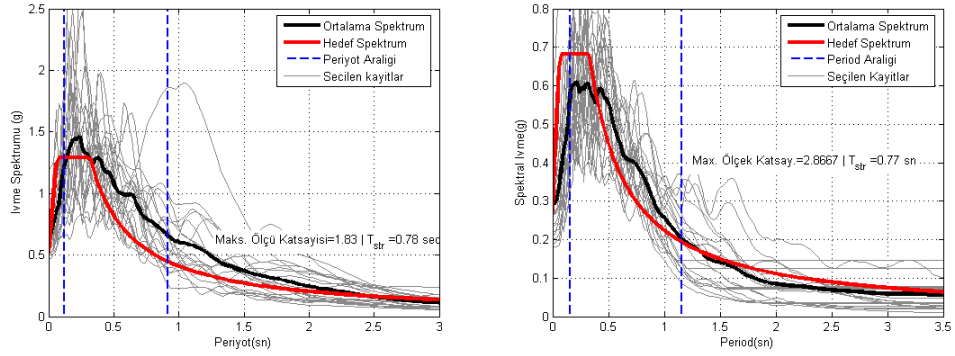 2.5
2
1.5
1
0.5
0
0
0.5
1
1.5
2
2.5
3
Ivme Spektrumu (g)
Periyot(sn)
Ortalama Spektrum
Hedef Spektrum
Periyot Araligi
Secilen kayitlar
Maks. Ölçü Katsayisi=1.83 | Tstr =0.78 sec
0.8
0.7
0.6
0.5
0.4
0.3
0.2
0.1
0
0
0.5
1
1.5
2
2.5
3
3.5
Spektral Ivme(g)
Period(sn)
Ortalama Spektrum
Hedef Spektrum
Period Araligi
Seçilen Kayitlar
Max. Ölçek Katsay.=2.8667 | Tstr =0.77 sn